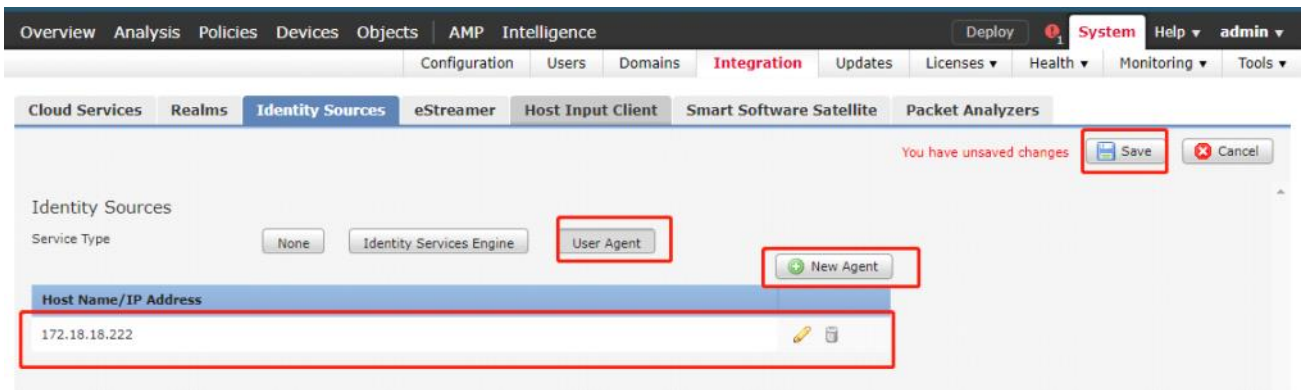 Overview Analysis Policies Devices Objects AMP Intelligence Deploy 1 System Help admin
Configuration Users Domains Integration Updates Licenses Health Monitoring Tools
Cloud Services Realms Identity Sources eStreamer Host Input Client Smart Software Satellite Packet Analyzers
You have unsaved changes Save Cancel
Identity Sources
Service Type None Identity Services Engine User Agent
New Agent
Host Name/IP Address
172.18.18.222